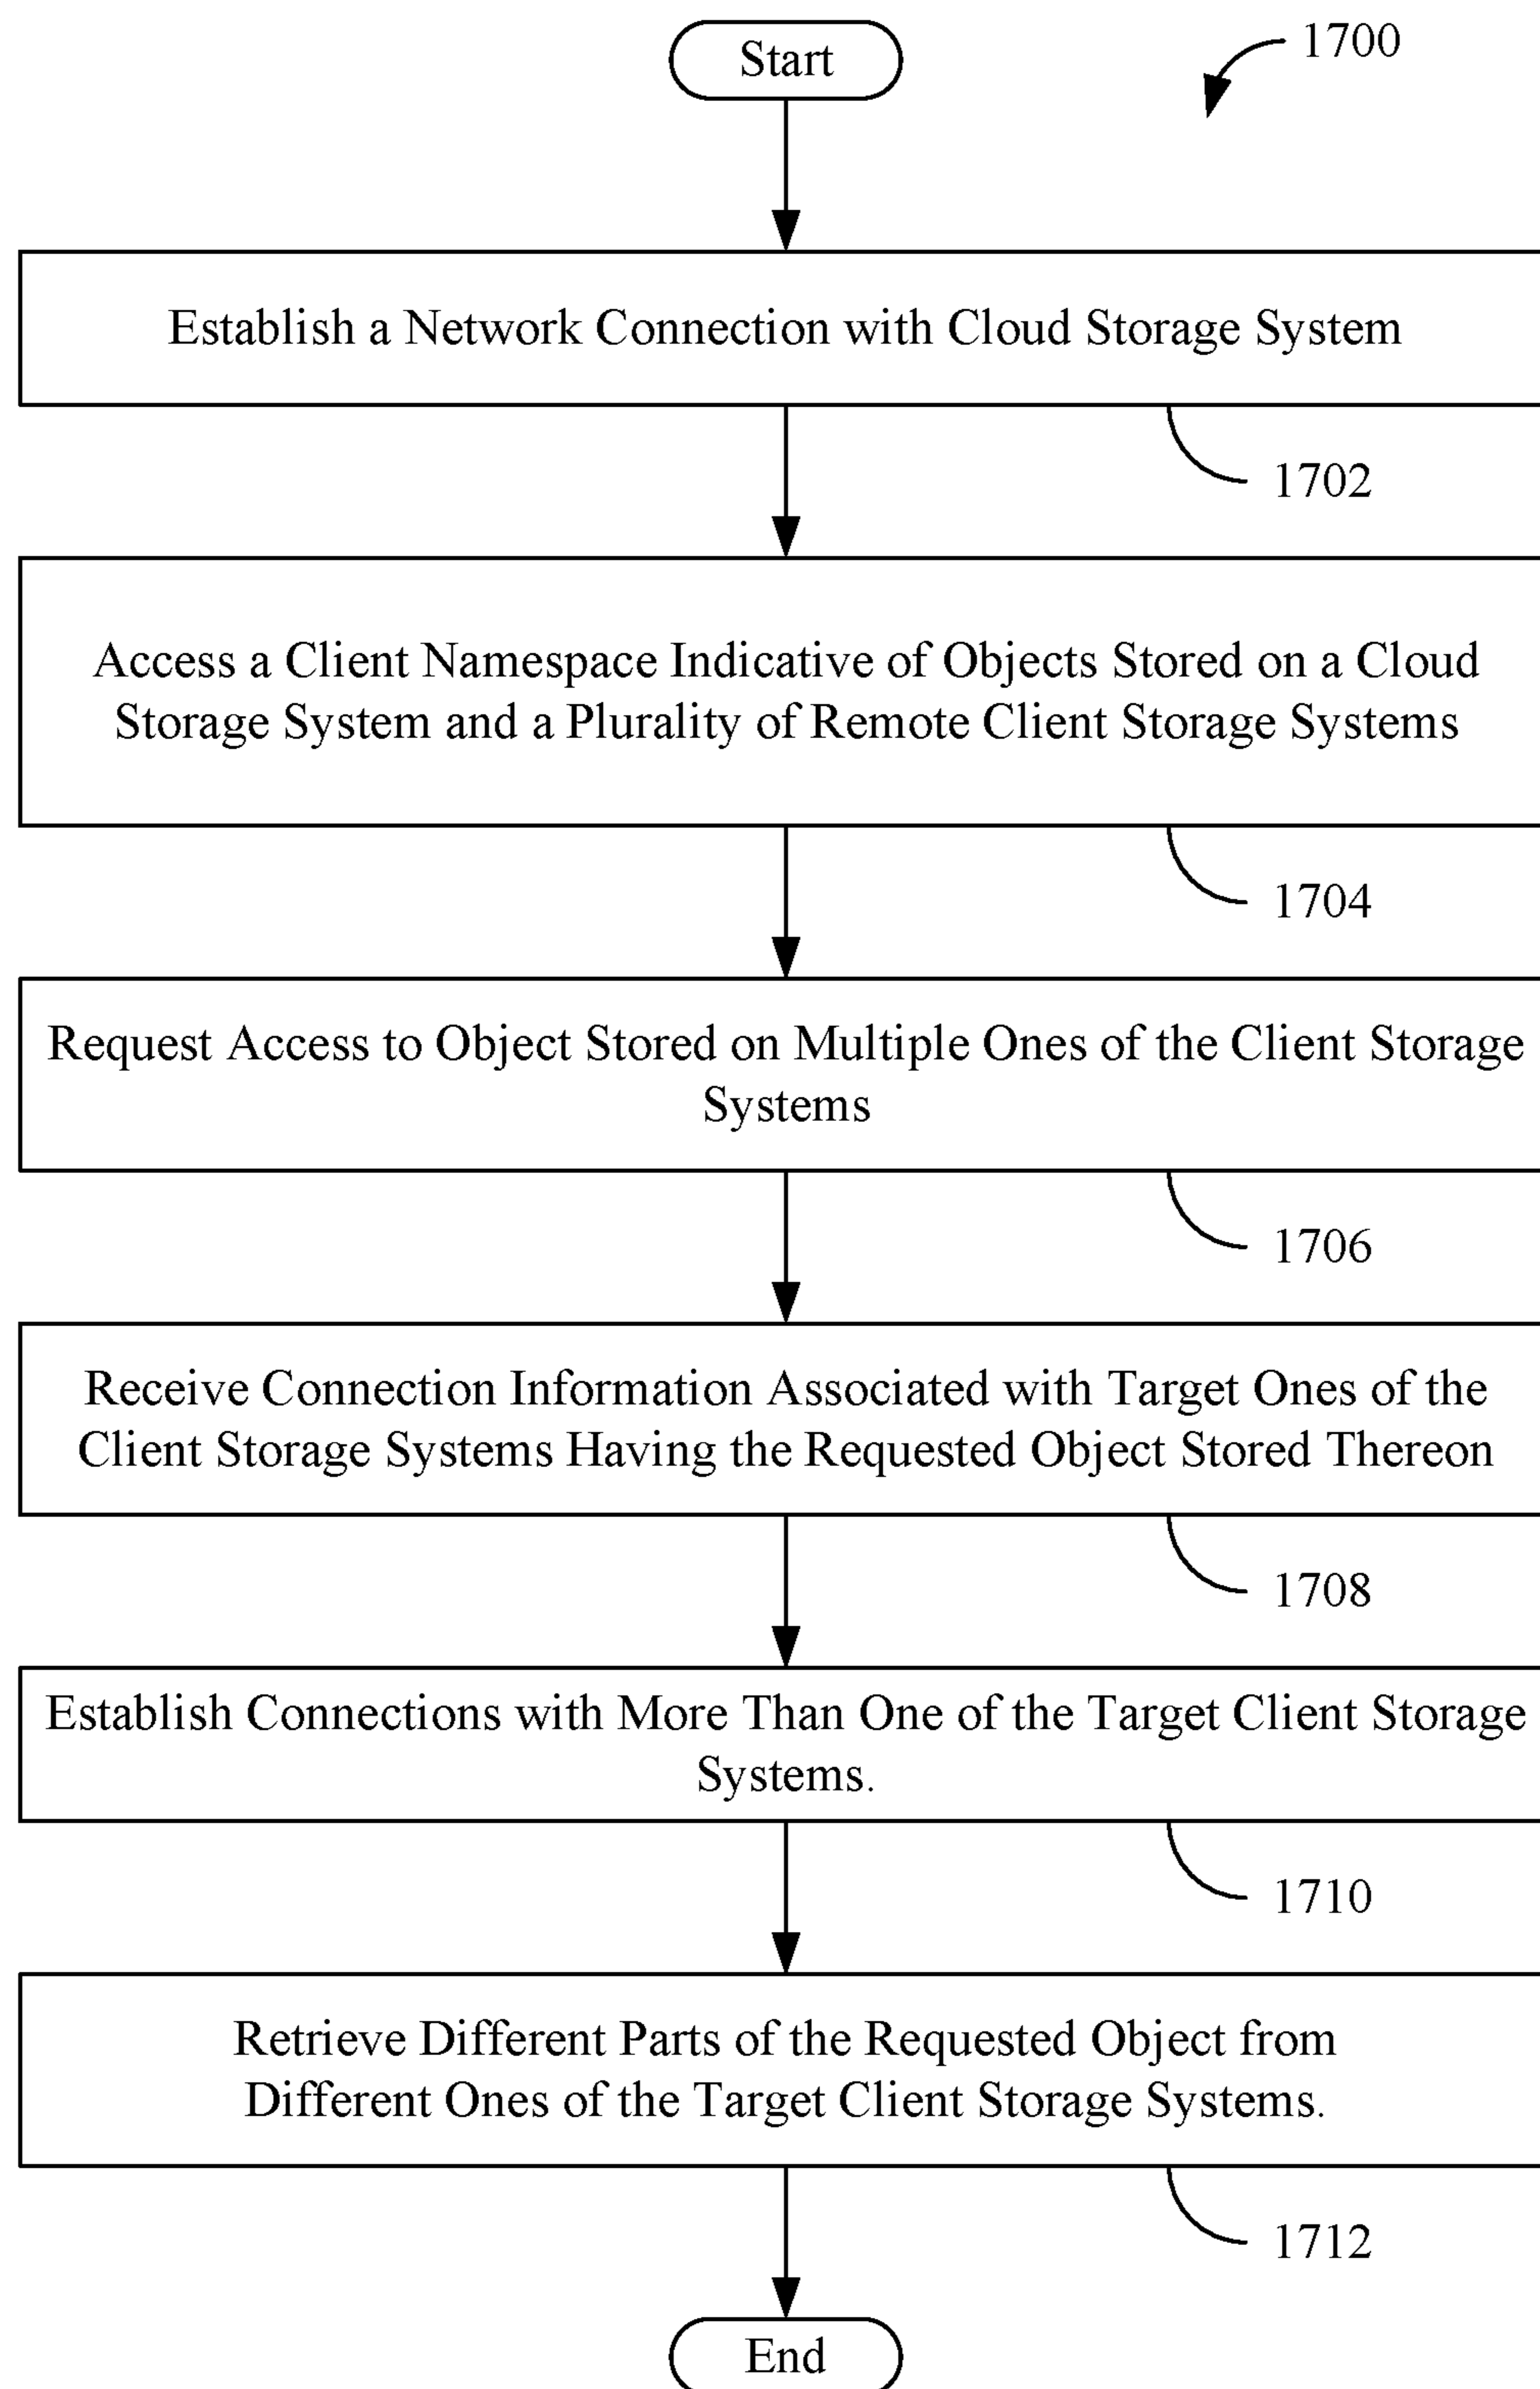 Start
1700
Establish a Network Connection with Cloud Storage System
1702
Access a Client Namespace Indicative of Objects Stored on a Cloud
Storage System and a Plurality of Remote Client Storage Systems
1704
Request Access to Object Stored on Multiple Ones of the Client Storage
Systems
1706
Receive Connection Information Associated with Target Ones of the
Client Storage Systems Having the Requested Object Stored Thereon
1708
Establish Connections with More Than One of the Target Client Storage
Systems.
1710
Retrieve Different Parts of the Requested Object from
Different Ones of the Target Client Storage Systems.
1712
End